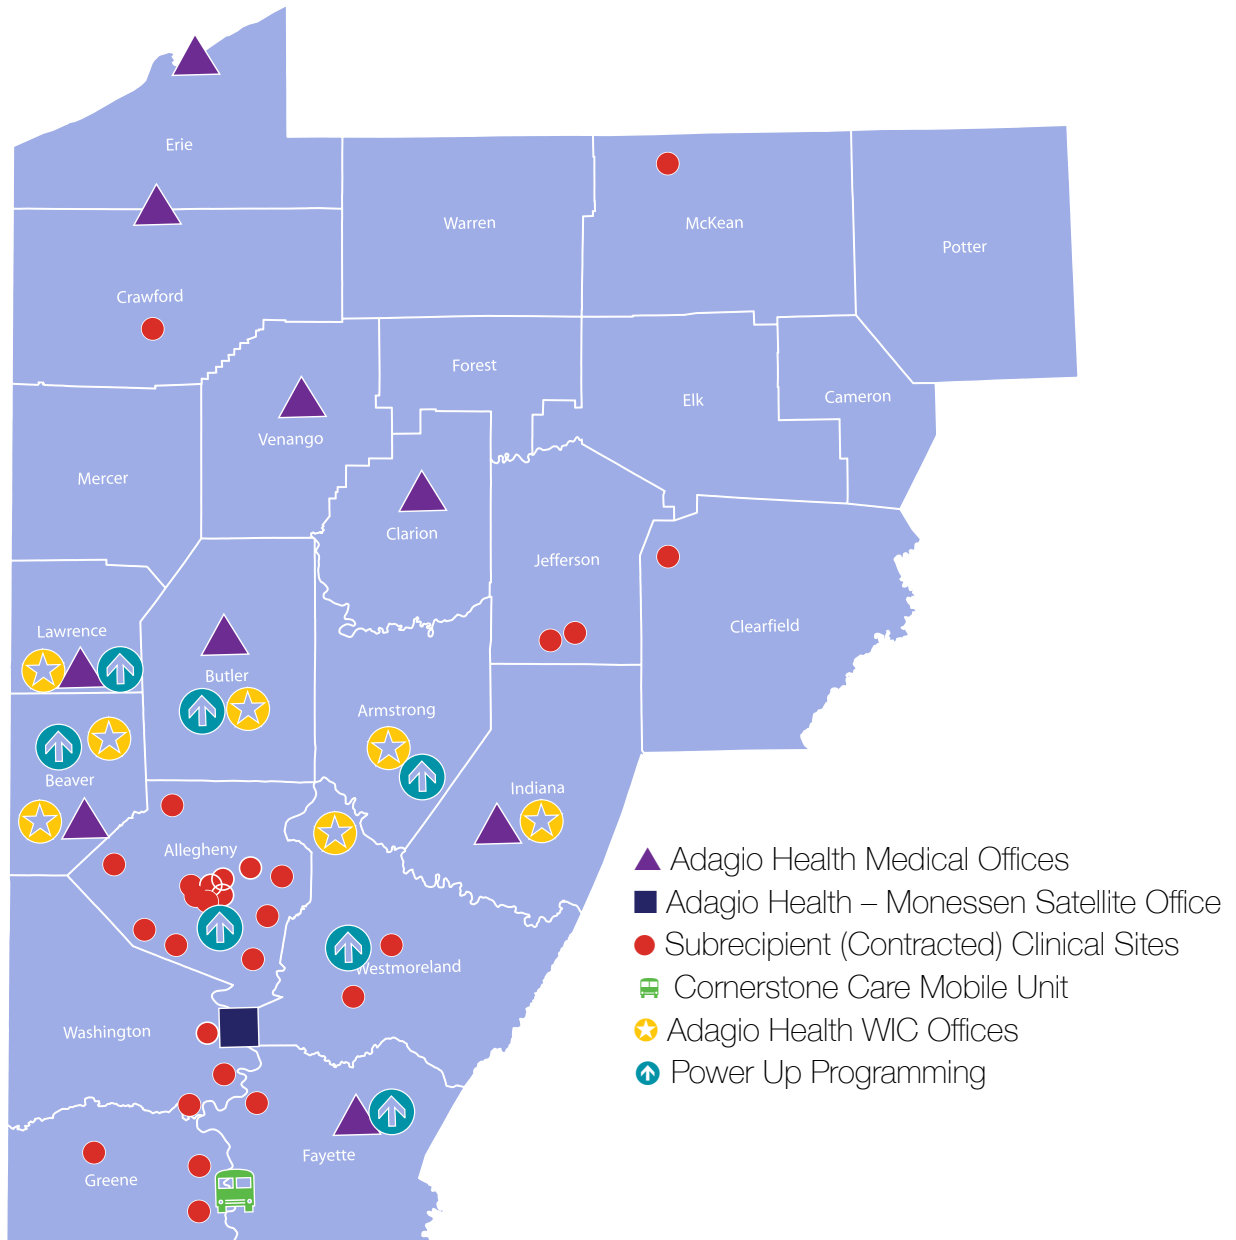 Erie
Warren
McKean
Potter
Crawford
Forest
Elk
Cameron
Venango
Mercer
Clarion
Jefferson
Clearfield
Lawrence
Butler
Armstrong
Beaver
Indiana
Allegheny
Westmoreland
Washington
Fayette
Greene
Adagio Health Medical Offices
Adagio Health – Monessen Satellite Office
Subrecipient (Contracted) Clinical Sites
Cornerstone Care Mobile Unit
Adagio Health WIC Offices
Power Up Programming